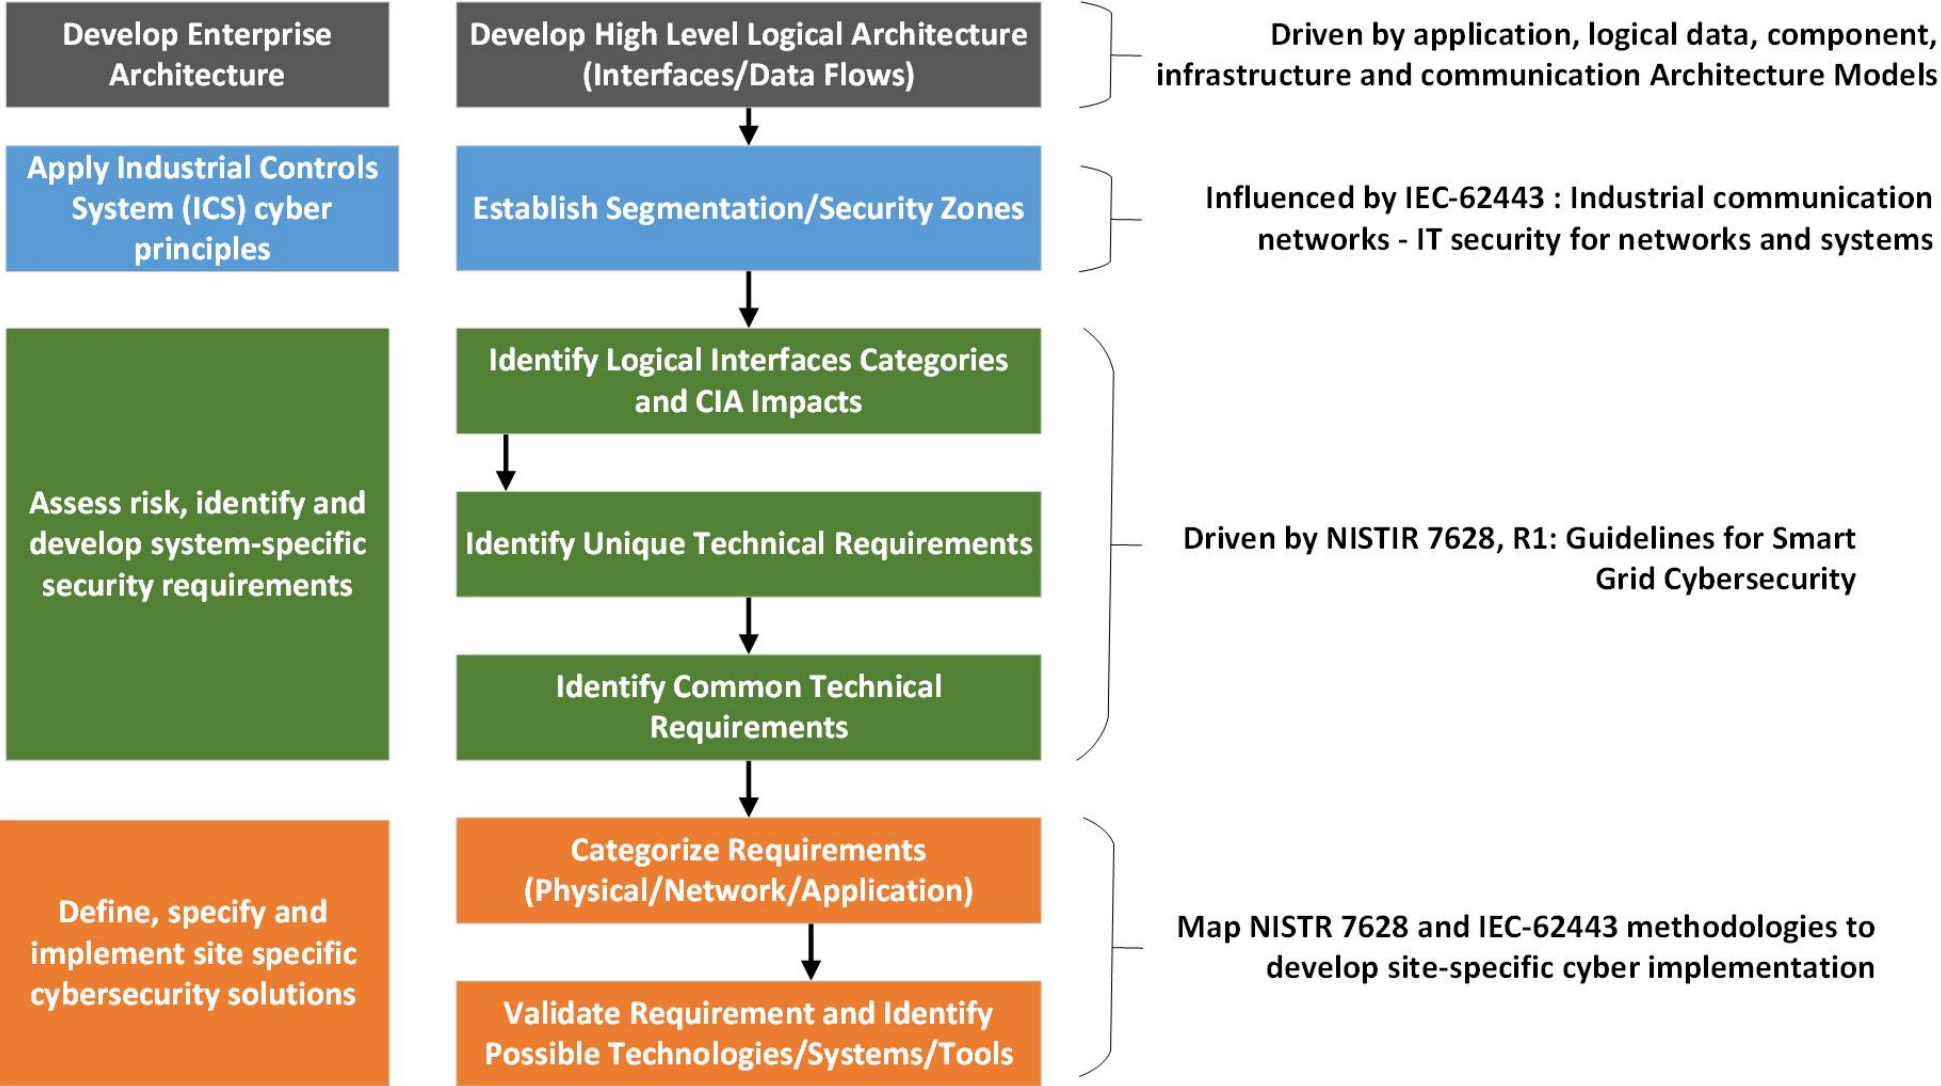 Develop Enterprise
Architecture
Develop High Level Logical Architecture
(Interfaces/Data Flows)
Driven by application, logical data, component,
infrastructure and communication Architecture Models
Apply Industrial Controls
System (ICS) cyber
principles
Establish Segmentation/Security Zones
Influenced by IEC-62443 : Industrial communication
networks - IT security for networks and systems
Assess risk, identify and
develop system-specific
security requirements
Identify Logical Interfaces Categories
and CIA Impacts
Identify Unique Technical Requirements
Identify Common Technical
Requirements
Driven by NISTIR 7628, R1: Guidelines for Smart
Grid Cybersecurity
Define, specify and
implement site specific
cybersecurity solutions
Categorize Requirements
(Physical/Network/Application)
Validate Requirement and Identify
Possible Technologies/Systems/Tools
Map NISTR 7628 and IEC-62443 methodologies to
develop site-specific cyber implementation